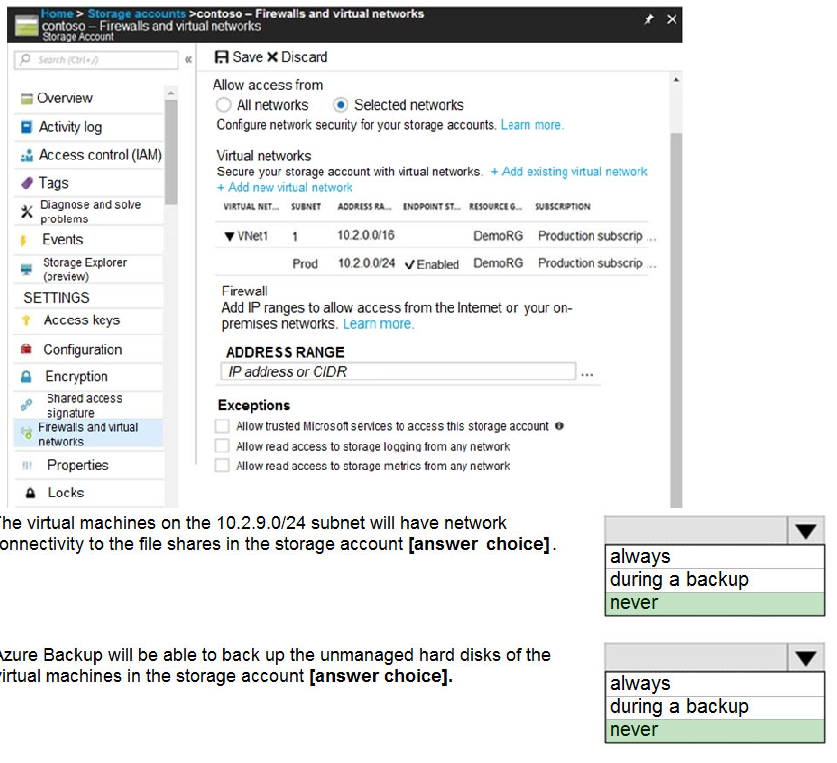 Home > Storage accounts >contoso – Firewalls and virtual networks
contoso – Firewalls and virtual networks
Storage Account
Search (Ctrl+/)
«
Overview
Activity log
Access control (IAM)
Tags
Diagnose and solve
problems
Events
Storage Explorer
(preview)
SETTINGS
Access keys
Configuration
Encryption
Shared access
signature
Firewalls and virtual
networks
Properties
Locks
Save Discard
Allow access from
All networks Selected networks
Configure network security for your storage accounts. Learn more.
Virtual networks
Secure your storage account with virtual networks. + Add existing virtual network
+ Add new virtual network
VIRTUAL NET... SUBNET ADDRESS RA... ENDPOINT ST... RESOURCE G... SUBSCRIPTION
VNet1 1 10.2.0.0/16 DemoRG Production subscrip ...
Prod 10.2.0.0/24 Enabled DemoRG Production subscrip ...
Firewall
Add IP ranges to allow access from the Internet or your on-
premises networks. Learn more.
ADDRESS RANGE
IP address or CIDR ...
Exceptions
Allow trusted Microsoft services to access this storage account
Allow read access to storage logging from any network
Allow read access to storage metrics from any network
he virtual machines on the 10.2.9.0/24 subnet will have network
onnectivity to the file shares in the storage account [answer choice].
always
during a backup
never
Azure Backup will be able to back up the unmanaged hard disks of the
virtual machines in the storage account [answer choice].
always
during a backup
never